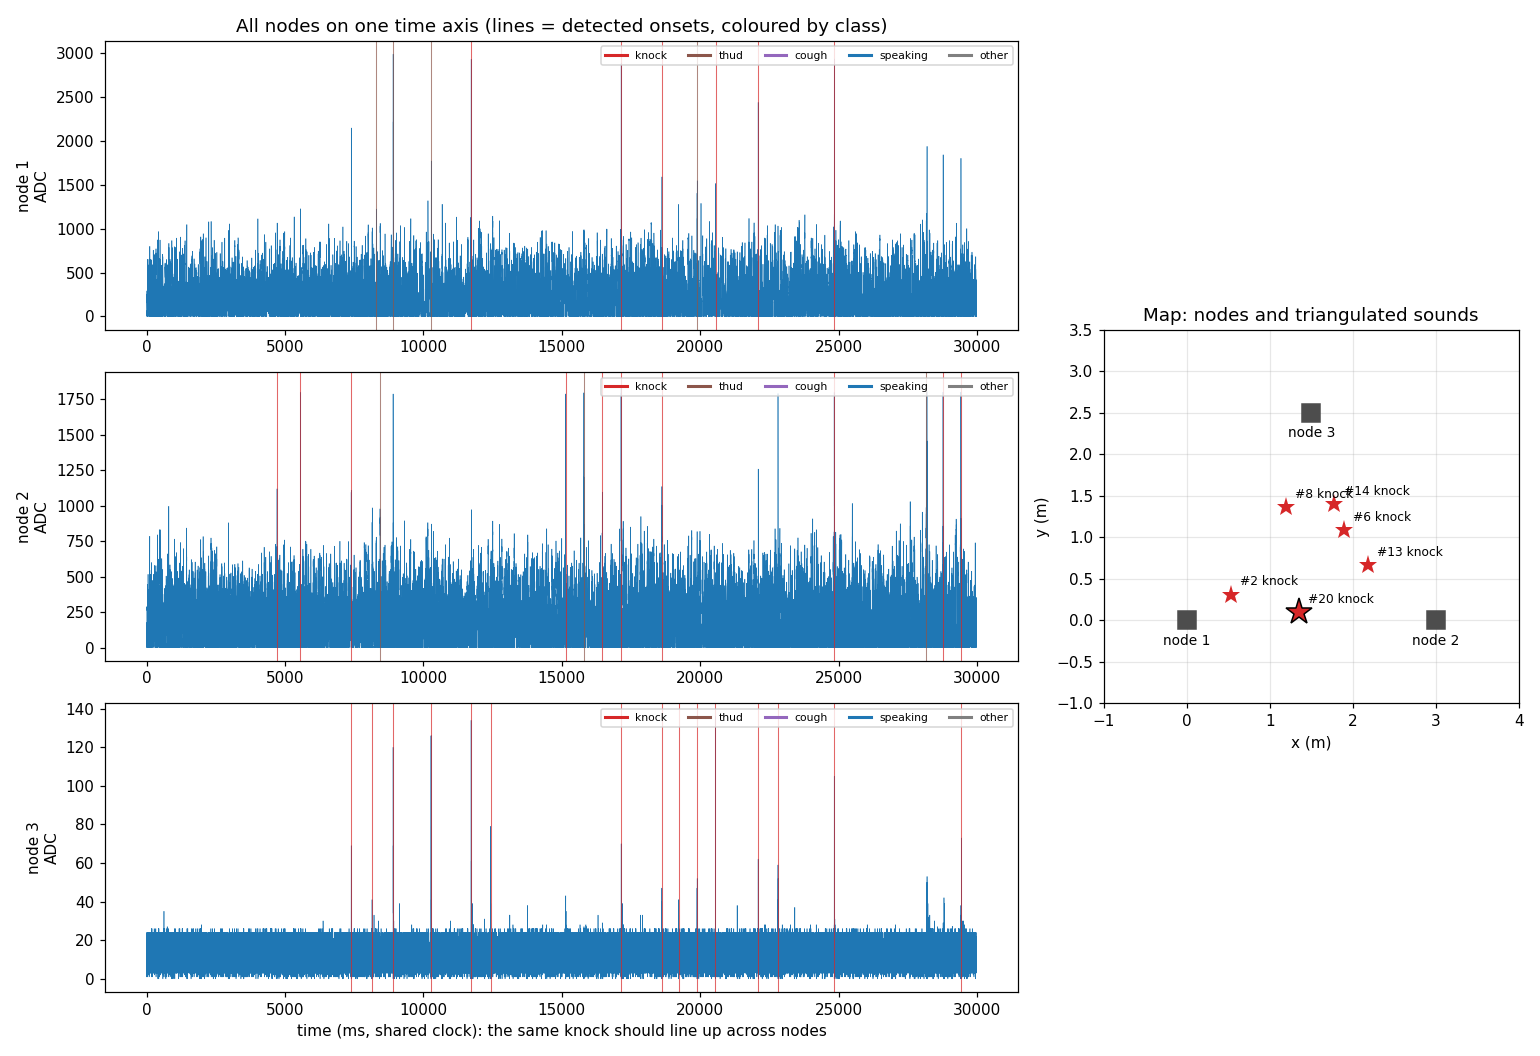 All nodes on one time axis (lines = detected onsets, coloured by class)
node 1
ADC
3000
2500
2000
1500
1000
500
0
knock thud cough speaking other
0 5000 10000 15000 20000 25000 30000
node 2
ADC
1750
1500
1250
1000
750
500
250
0
knock thud cough speaking other
0 5000 10000 15000 20000 25000 30000
node 3
ADC
140
120
100
80
60
40
20
0
knock thud cough speaking other
0 5000 10000 15000 20000 25000 30000
time (ms, shared clock): the same knock should line up across nodes
Map: nodes and triangulated sounds
y (m)
3.5
3.0
2.5
2.0
1.5
1.0
0.5
0.0
−0.5
−1.0
node 3
#8 knock
#14 knock
#6 knock
#13 knock
#2 knock
#20 knock
node 1
node 2
−1 0 1 2 3 4
x (m)